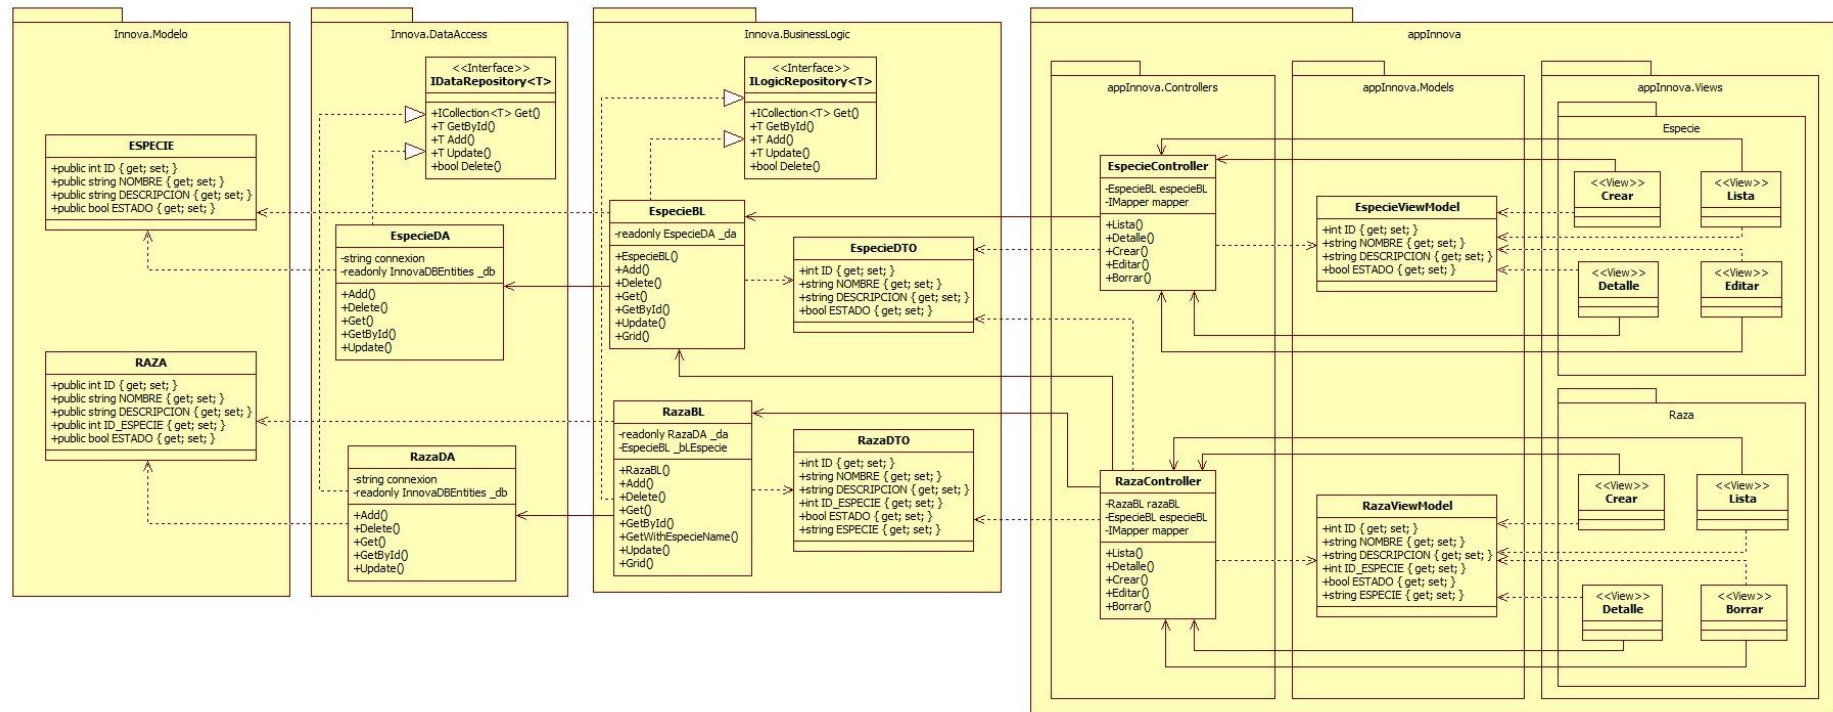 Innova.Modelo
ESPECIE
+public int ID { get; set; }
+public string NOMBRE { get; set; }
+public string DESCRIPCION { get; set; }
+public bool ESTADO { get; set; }
RAZA
+public int ID { get; set; }
+public string NOMBRE { get; set; }
+public string DESCRIPCION { get; set; }
+public int ID_ESPECIE { get; set; }
+public bool ESTADO { get; set; }
Innova.DataAccess
<<Interface>>
IDataRepository<T>
+ICollection<T> Get()
+T GetById()
+T Add()
+T Update()
+bool Delete()
EspecieDA
-string connexion
-readonly InnovaDBEntities _db
+Add()
+Delete()
+Get()
+GetById()
+Update()
RazaDA
-string connexion
-readonly InnovaDBEntities _db
+Add()
+Delete()
+Get()
+GetById()
+Update()
Innova.BusinessLogic
<<Interface>>
ILogicRepository<T>
+ICollection<T> Get()
+T GetById()
+T Add()
+T Update()
+bool Delete()
EspecieBL
-readonly EspecieDA _da
+EspecieBL()
+Add()
+Delete()
+Get()
+GetById()
+Update()
+Grid()
EspecieDTO
+int ID { get; set; }
+string NOMBRE { get; set; }
+string DESCRIPCION { get; set; }
+bool ESTADO { get; set; }
RazaBL
-readonly RazaDA _da
-EspecieBL _bLEspecie
+RazaBL()
+Add()
+Delete()
+Get()
+GetById()
+GetWithEspecieName()
+Update()
+Grid()
RazaDTO
+int ID { get; set; }
+string NOMBRE { get; set; }
+string DESCRIPCION { get; set; }
+int ID_ESPECIE { get; set; }
+bool ESTADO { get; set; }
+string ESPECIE { get; set; }
appInnova
appInnova.Controllers
EspecieController
-EspecieBL especieBL
-IMapper mapper
+Lista()
+Detalle()
+Crear()
+Editar()
+Borrar()
RazaController
-RazaBL razaBL
-EspecieBL especieBL
-IMapper mapper
+Lista()
+Detalle()
+Crear()
+Editar()
+Borrar()
appInnova.Models
EspecieViewModel
+int ID { get; set; }
+string NOMBRE { get; set; }
+string DESCRIPCION { get; set; }
+bool ESTADO { get; set; }
RazaViewModel
+int ID { get; set; }
+string NOMBRE { get; set; }
+string DESCRIPCION { get; set; }
+int ID_ESPECIE { get; set; }
+bool ESTADO { get; set; }
+string ESPECIE { get; set; }
appInnova.Views
Especie
<<View>>
Crear
<<View>>
Lista
<<View>>
Detalle
<<View>>
Editar
Raza
<<View>>
Crear
<<View>>
Lista
<<View>>
Detalle
<<View>>
Borrar